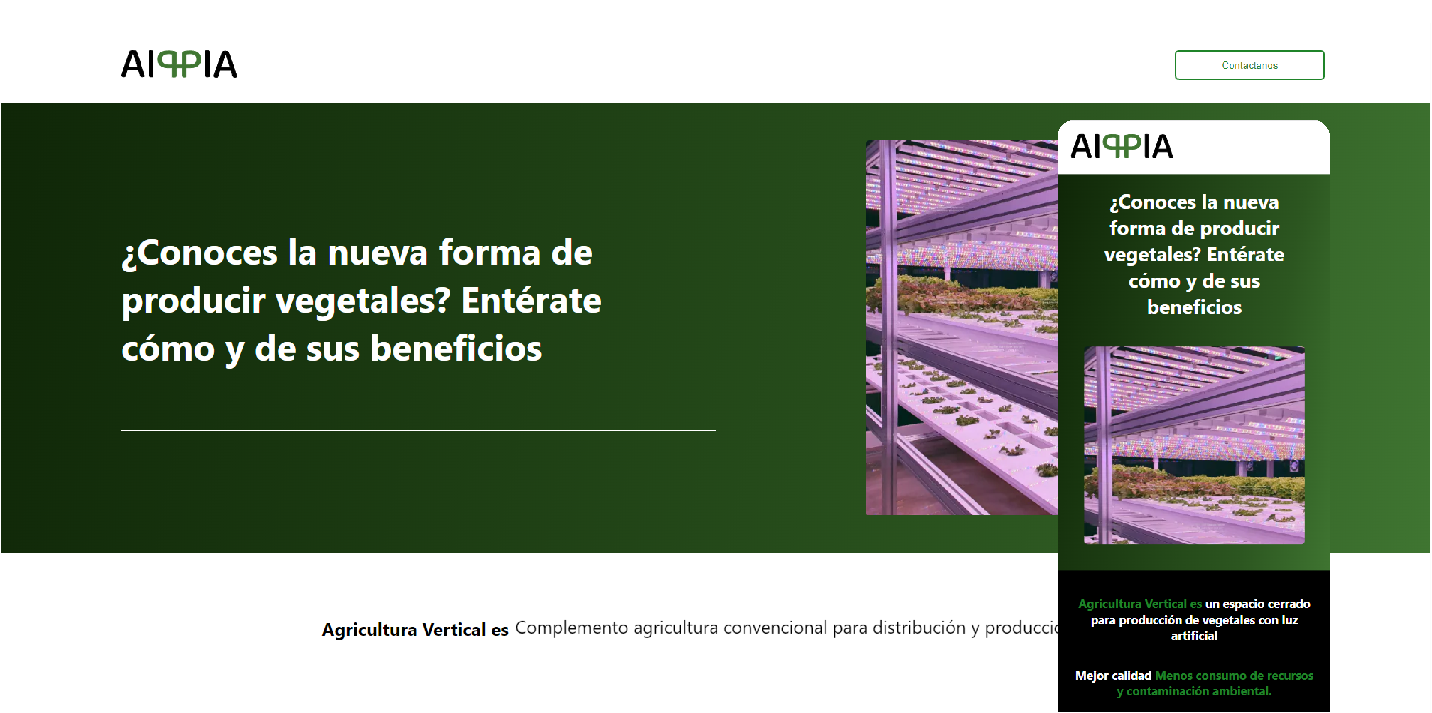 AIPPIA
Contactanos
¿Conoces la nueva forma de
producir vegetales? Entérate
cómo y de sus beneficios
Agricultura Vertical es Complemento agricultura convencional para distribución y
AIPPIA
¿Conoces la nueva
forma de producir
vegetales? Entérate
cómo y de sus
beneficios
Agricultura Vertical es un espacio cerrado
para producción de vegetales con luz
artificial
Mejor calidad Menos consumo de recursos
y contaminación ambiental.